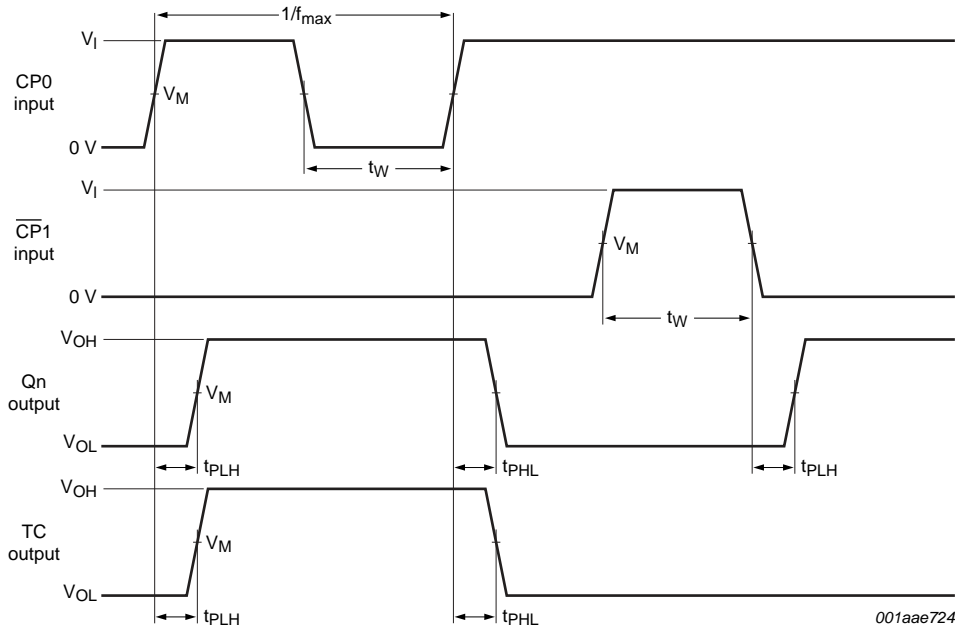 1/fmax
VI
CP0
input
VM
0 V
tW
VI
CP1
input
VM
0 V
tW
VOH
Qn
output
VM
VOL
tPLH
tPHL
tPLH
VOH
TC
output
VM
VOL
tPLH
tPHL
001aae724